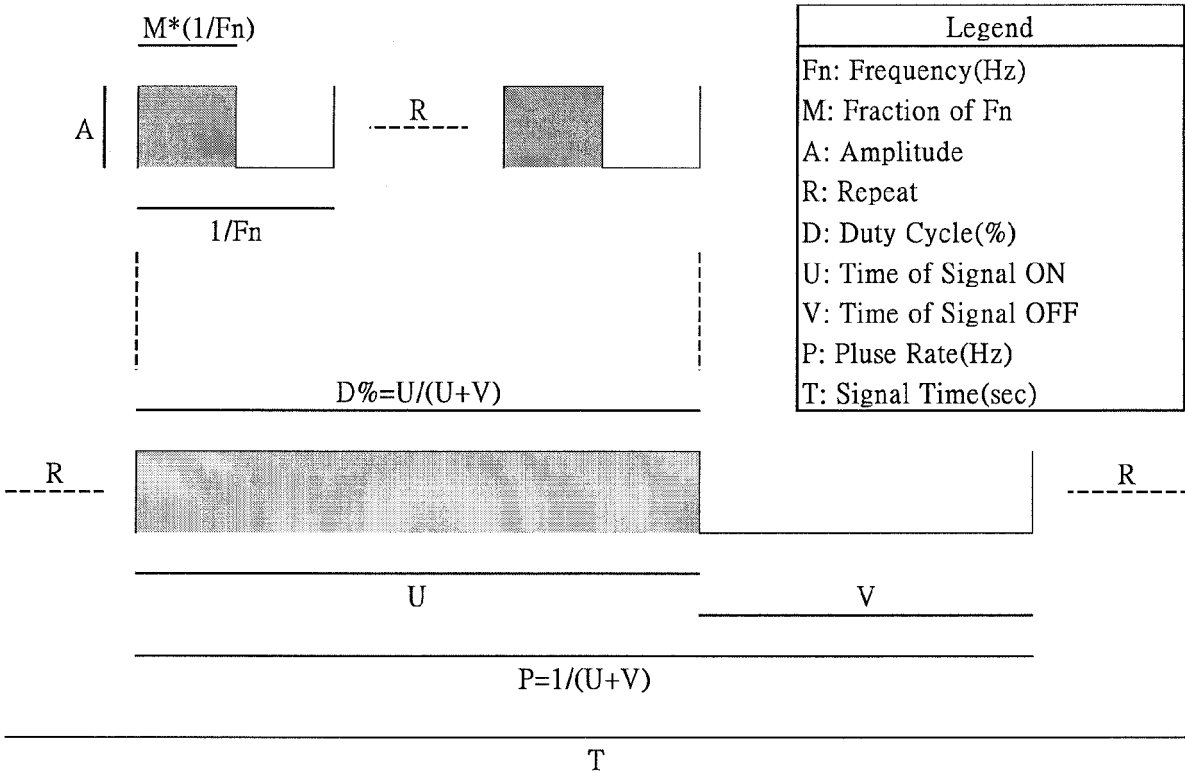 M*(1/Fn)
A
R
1/Fn
Legend
Fn: Frequency(Hz)
M: Fraction of Fn
A: Amplitude
R: Repeat
D: Duty Cycle(%)
U: Time of Signal ON
V: Time of Signal OFF
P: Pluse Rate(Hz)
T: Signal Time(sec)
D%=U/(U+V)
R
R
U
V
P=1/(U+V)
T